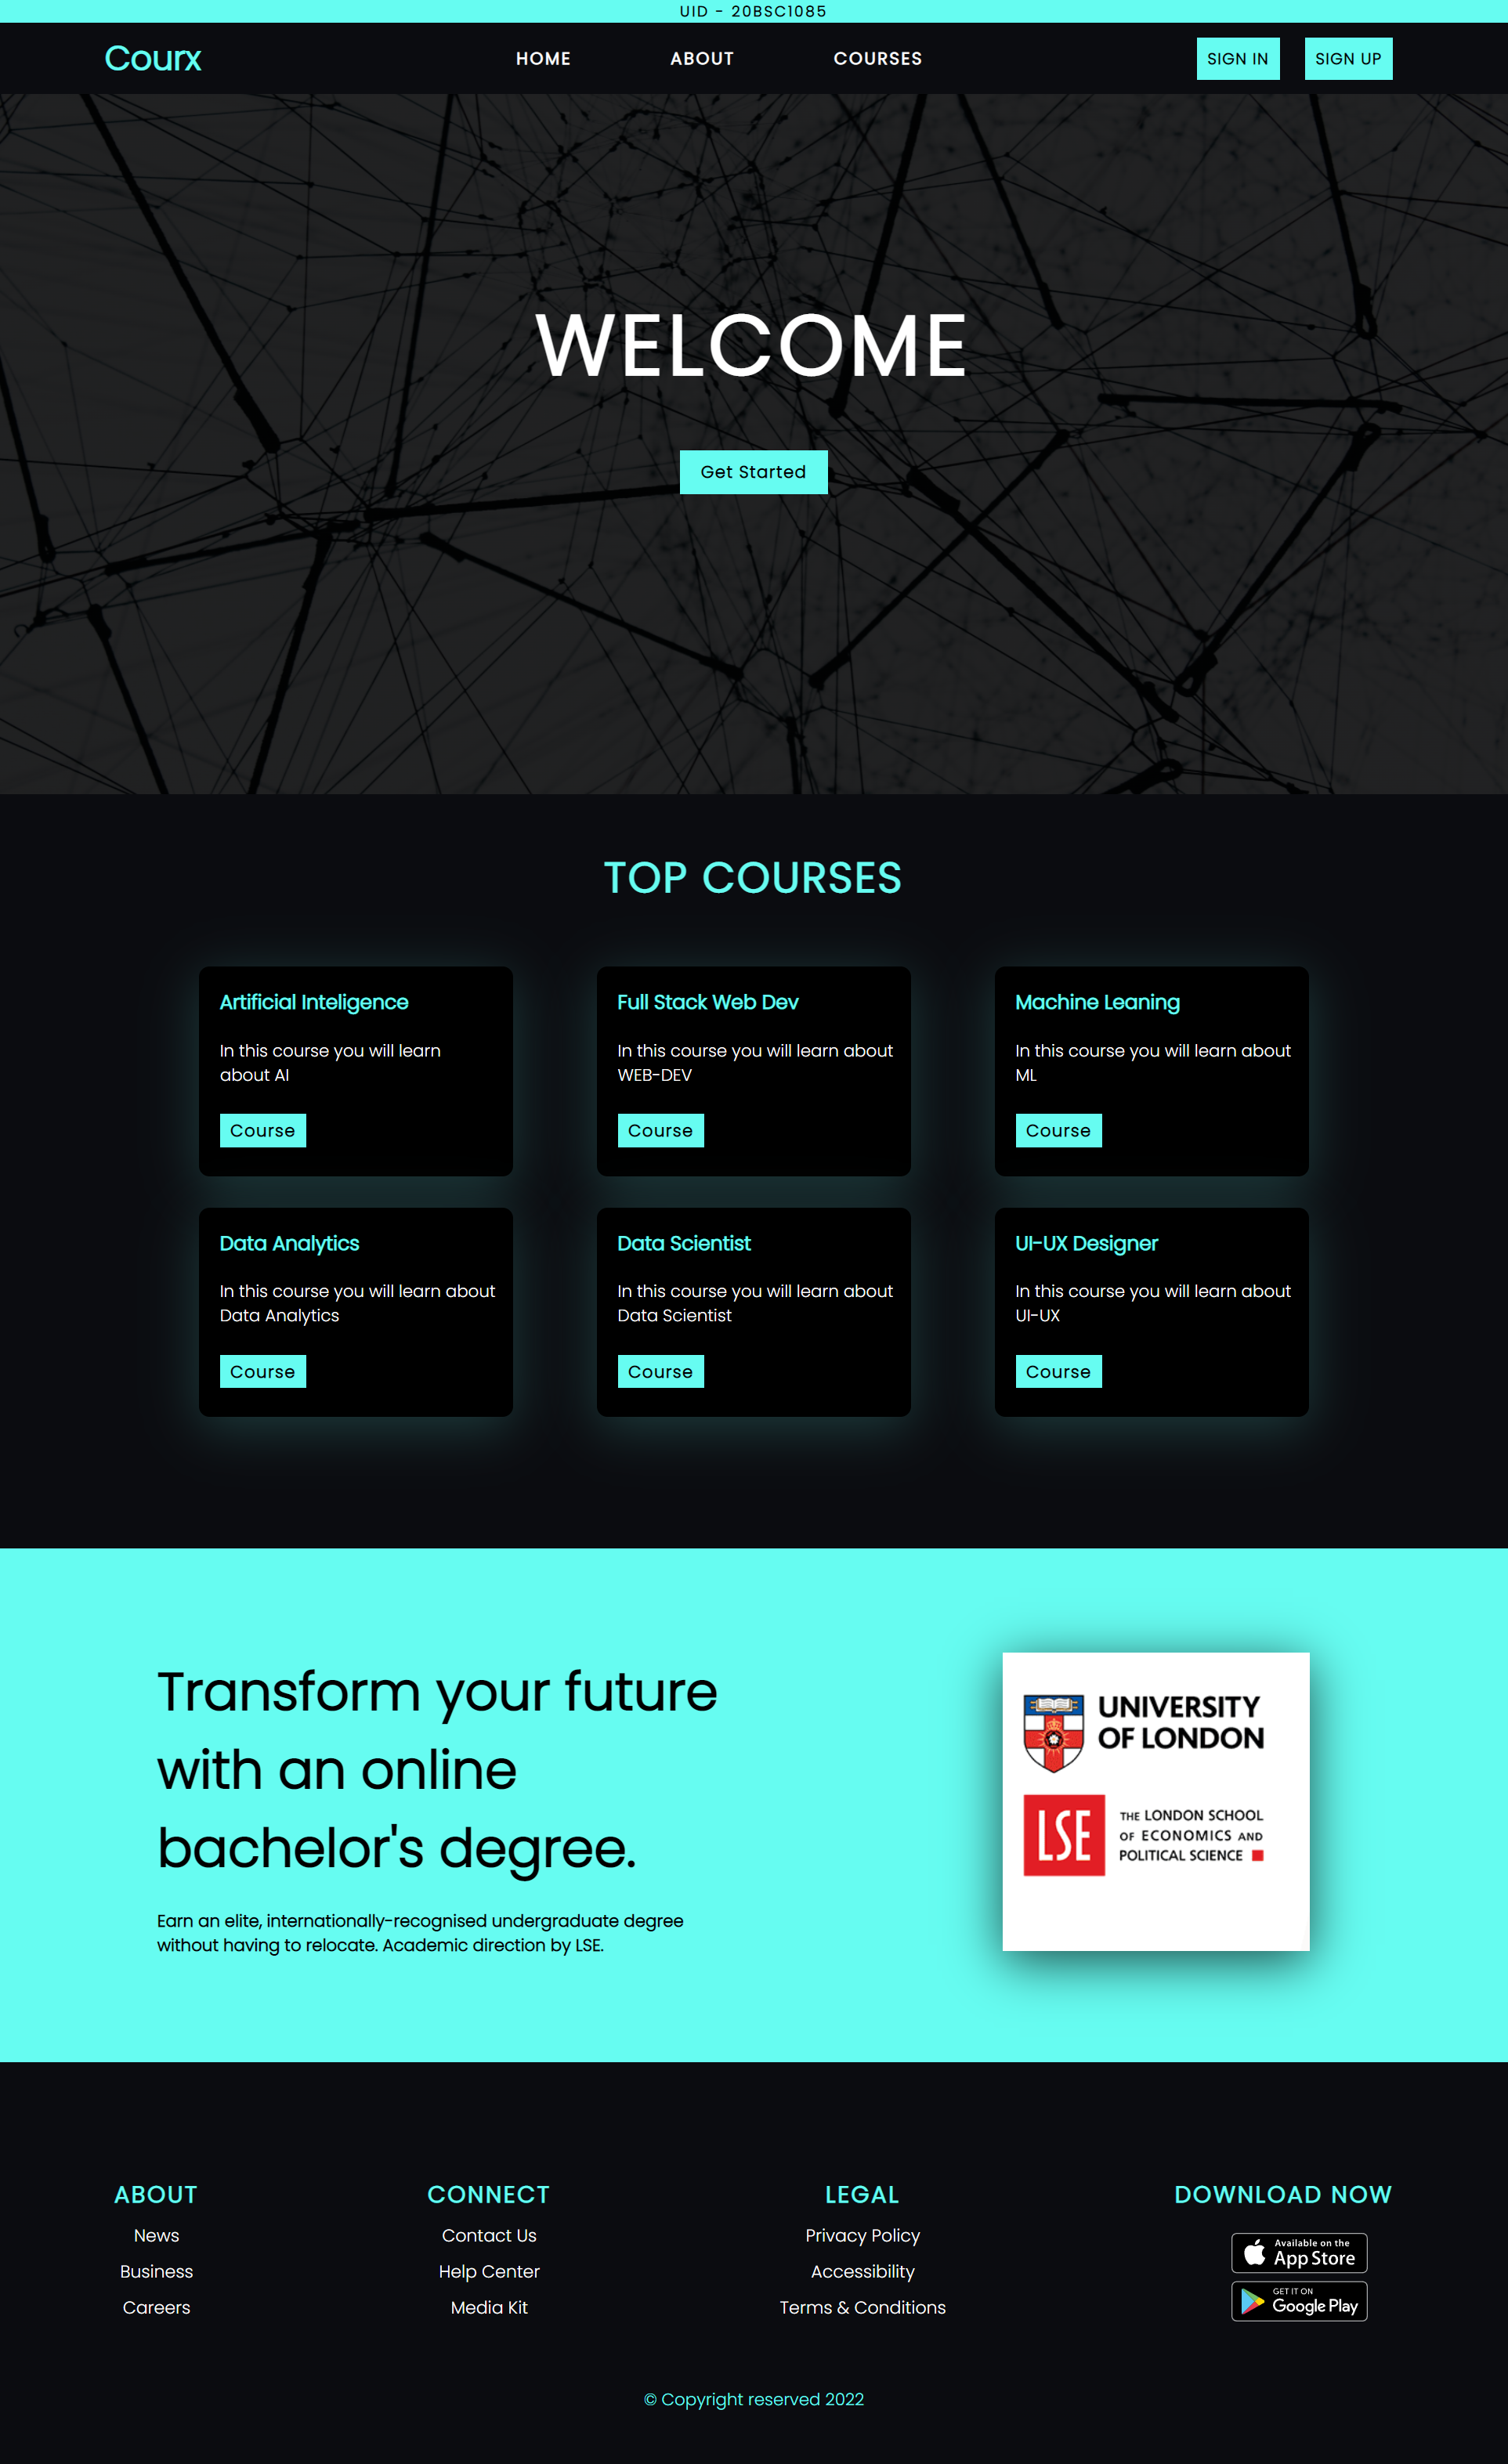 UID - 20BSC1085
Courx
HOME
ABOUT
COURSES
SIGN IN
SIGN UP
WELCOME
Get Started
TOP COURSES
Artificial Inteligence
In this course you will learn
about AI
Course
Full Stack Web Dev
In this course you will learn about
WEB-DEV
Course
Machine Leaning
In this course you will learn about
ML
Course
Data Analytics
In this course you will learn about
Data Analytics
Course
Data Scientist
In this course you will learn about
Data Scientist
Course
UI-UX Designer
In this course you will learn about
UI-UX
Course
Transform your future
with an online
bachelor's degree.
Earn an elite, internationally-recognised undergraduate degree
without having to relocate. Academic direction by LSE.
UNIVERSITY
OF LONDON
LSE
THE LONDON SCHOOL
OF ECONOMICS AND
POLITICAL SCIENCE
ABOUT
News
Business
Careers
CONNECT
Contact Us
Help Center
Media Kit
LEGAL
Privacy Policy
Accessibility
Terms & Conditions
DOWNLOAD NOW
Available on the
App Store
GET IT ON
Google Play
© Copyright reserved 2022